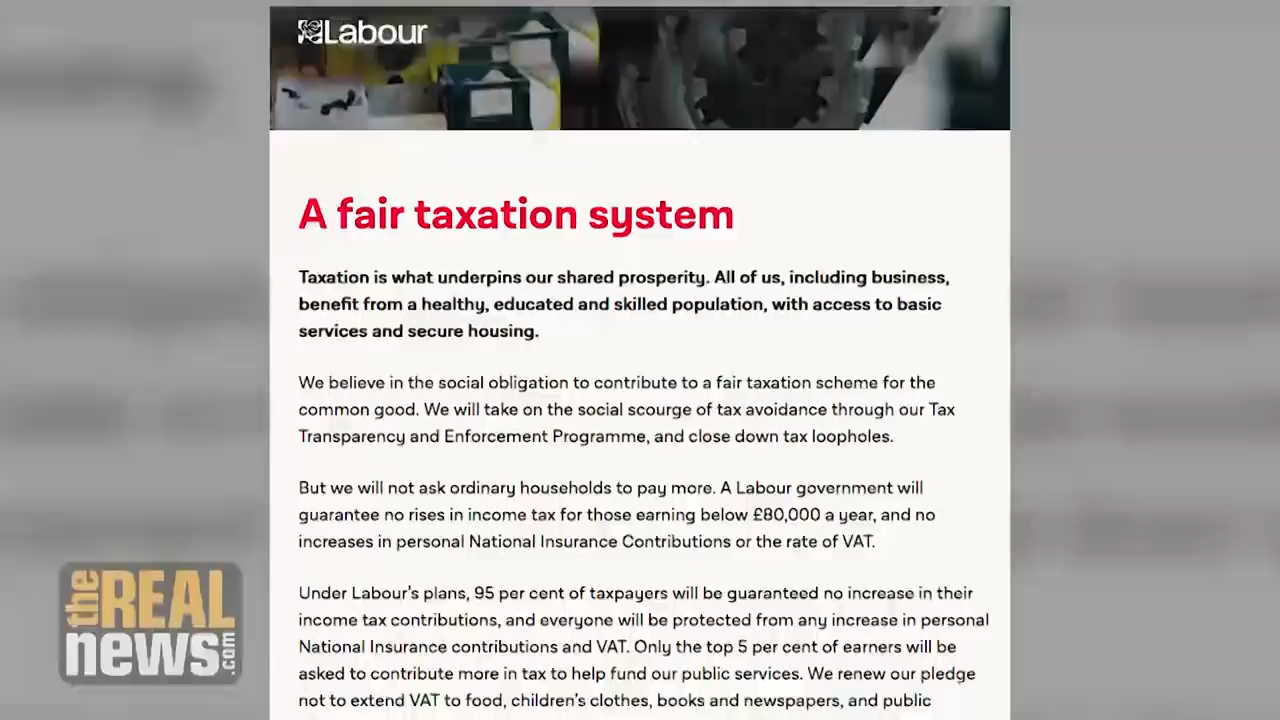 Labour
A fair taxation system
Taxation is what underpins our shared prosperity. All of us, including business,
benefit from a healthy, educated and skilled population, with access to basic
services and secure housing.
We believe in the social obligation to contribute to a fair taxation scheme for the
common good. We will take on the social scourge of tax avoidance through our Tax
Transparency and Enforcement Programme, and close down tax loopholes.
But we will not ask ordinary households to pay more. A Labour government will
guarantee no rises in income tax for those earning below £80,000 a year, and no
increases in personal National Insurance Contributions or the rate of VAT.
Under Labour's plans, 95 per cent of taxpayers will be guaranteed no increase in their
income tax contributions, and everyone will be protected from any increase in personal
National Insurance contributions and VAT. Only the top 5 per cent of earners will be
asked to contribute more in tax to help fund our public services. We renew our pledge
not to extend VAT to food, children's clothes, books and newspapers, and public
the REAL
news.com